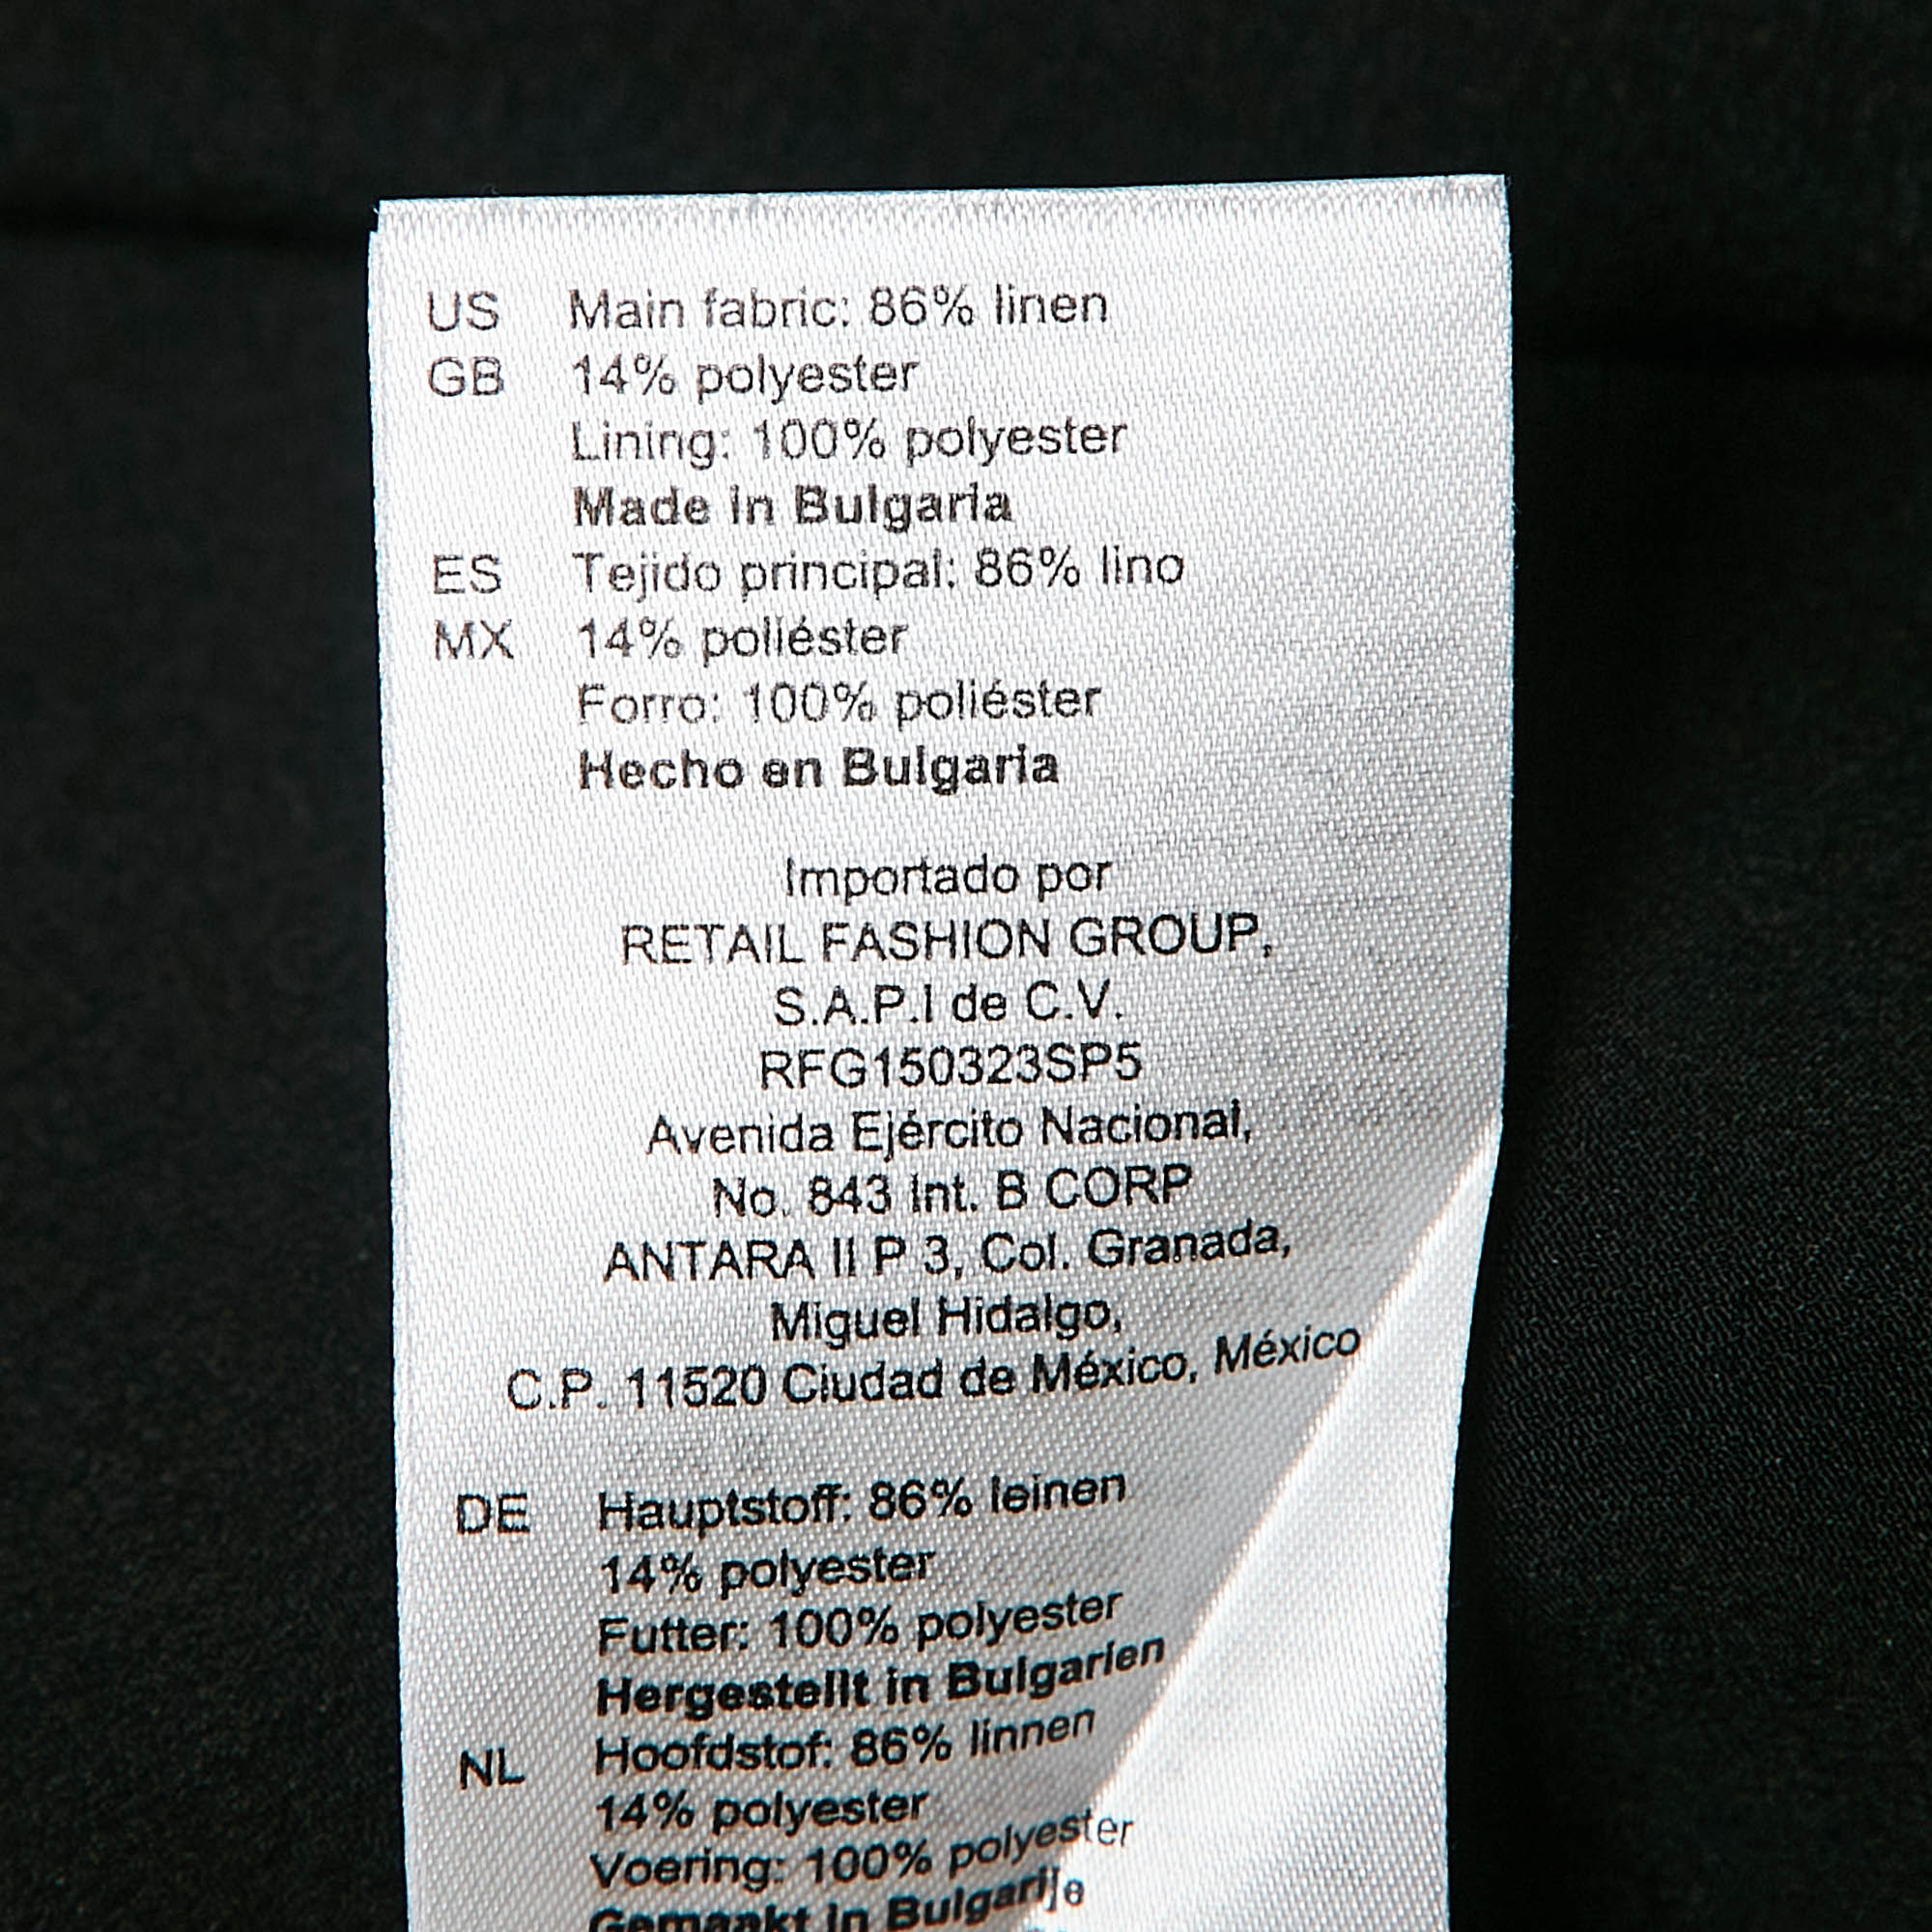 US Main fabric: 86% linen
GB 14% polyester
Lining: 100% polyester
Made in Bulgaria
ES Tejido principal: 86% lino
MX 14% poliéster
Forro: 100% poliéster
Hecho en Bulgaria
Importado por
RETAIL FASHION GROUP,
S.A.P.I de C.V.
RFG150323SP5
Avenida Ejército Nacional,
No. 843 Int. B CORP
ANTARA II P 3, Col. Granada,
Miguel Hidalgo,
C.P. 11520 Ciudad de México, México
DE Hauptstoff: 86% leinen
14% polyester
Futter: 100% polyester
Hergestellt in Bulgarien
NL Hoofdstof: 86% linnen
14% polyester
Voering: 100% polyester
Gemaakt in Bulgarije